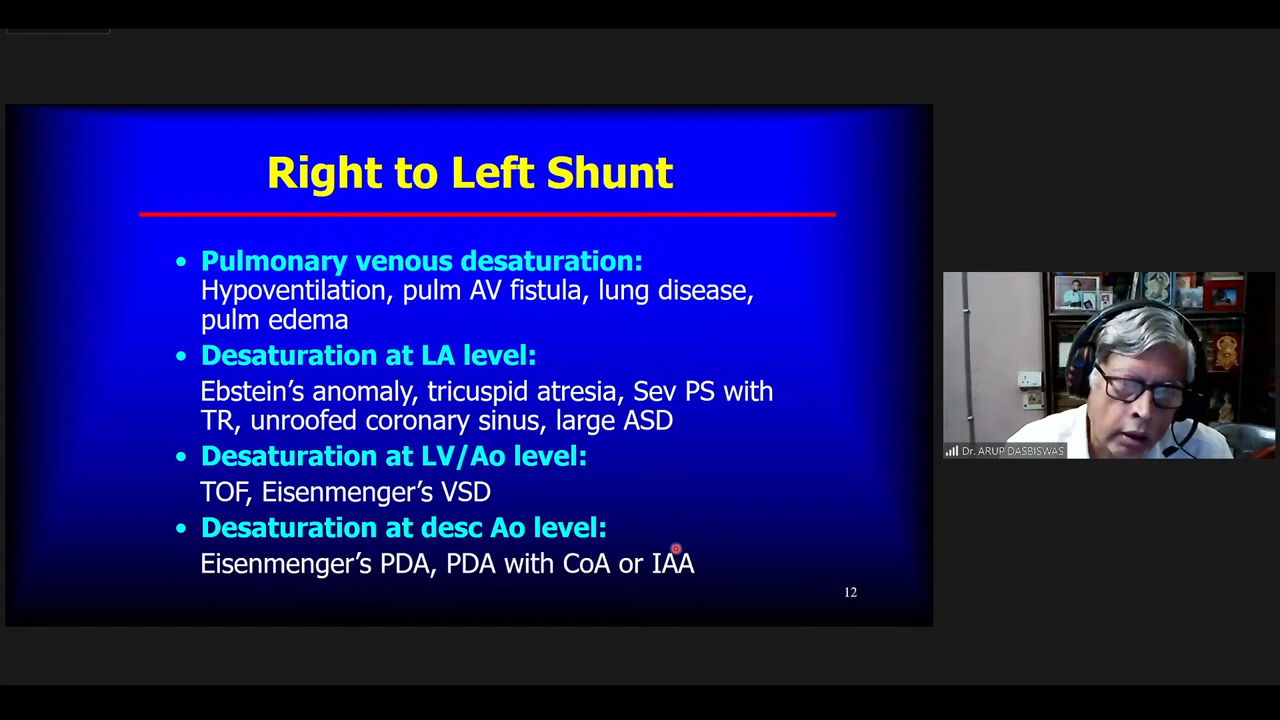 Right to Left Shunt
• Pulmonary venous desaturation:
Hypoventilation, pulm AV fistula, lung disease,
pulm edema
• Desaturation at LA level:
Ebstein’s anomaly, tricuspid atresia, Sev PS with
TR, unroofed coronary sinus, large ASD
• Desaturation at LV/Ao level:
TOF, Eisenmenger’s VSD
• Desaturation at desc Ao level:
Eisenmenger’s PDA, PDA with CoA or IAA
12
Dr. ARUP DASBISWAS